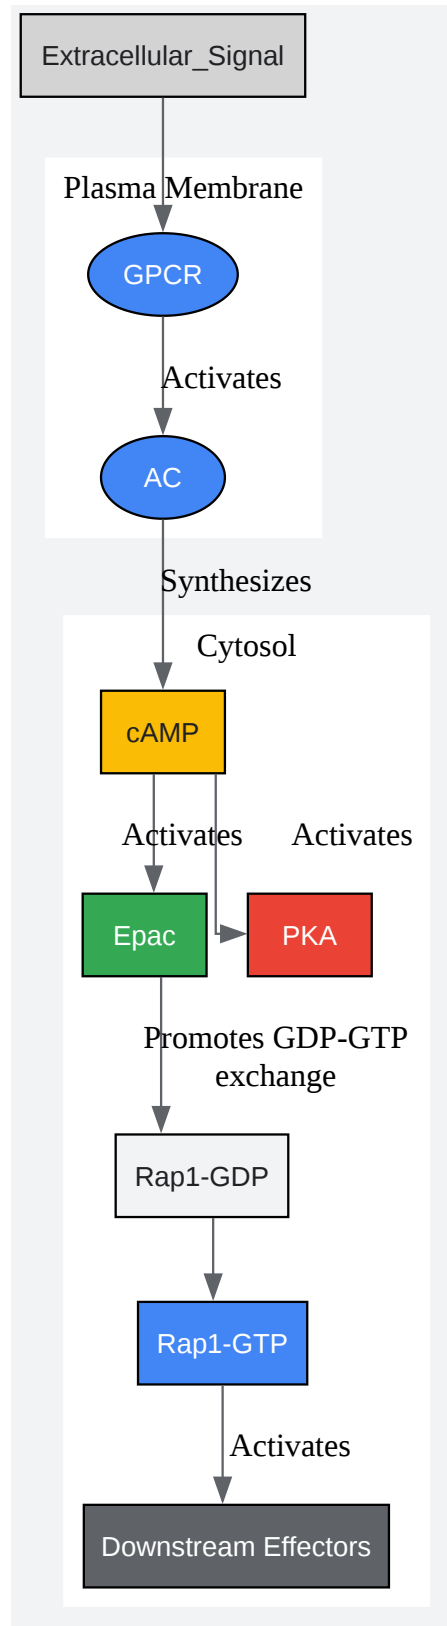 Extracellular_Signal
Plasma Membrane
GPCR
Activates
AC
Synthesizes
Cytosol
cAMP
Activates
Activates
Epac
PKA
Promotes GDP-GTP
exchange
Rap1-GDP
Rap1-GTP
Activates
Downstream Effectors